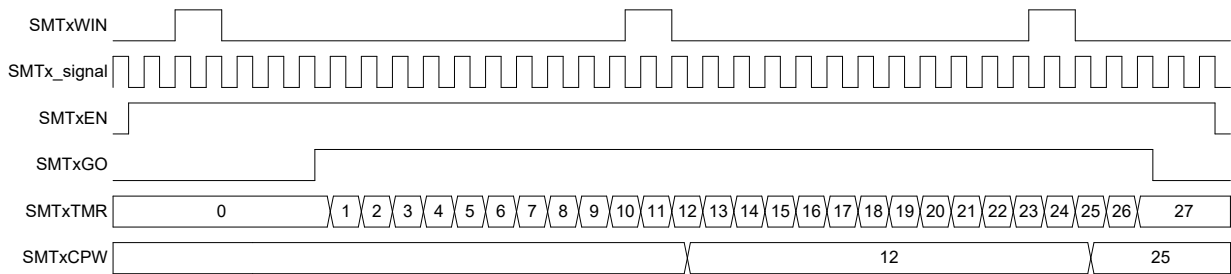 SMTxWIN
SMTx_signal
SMTxEN
SMTxGO
SMTxTMR 0 1 2 3 4 5 6 7 8 9 10 11 12 13 14 15 16 17 18 19 20 21 22 23 24 25 26 27
SMTxCPW 12 25